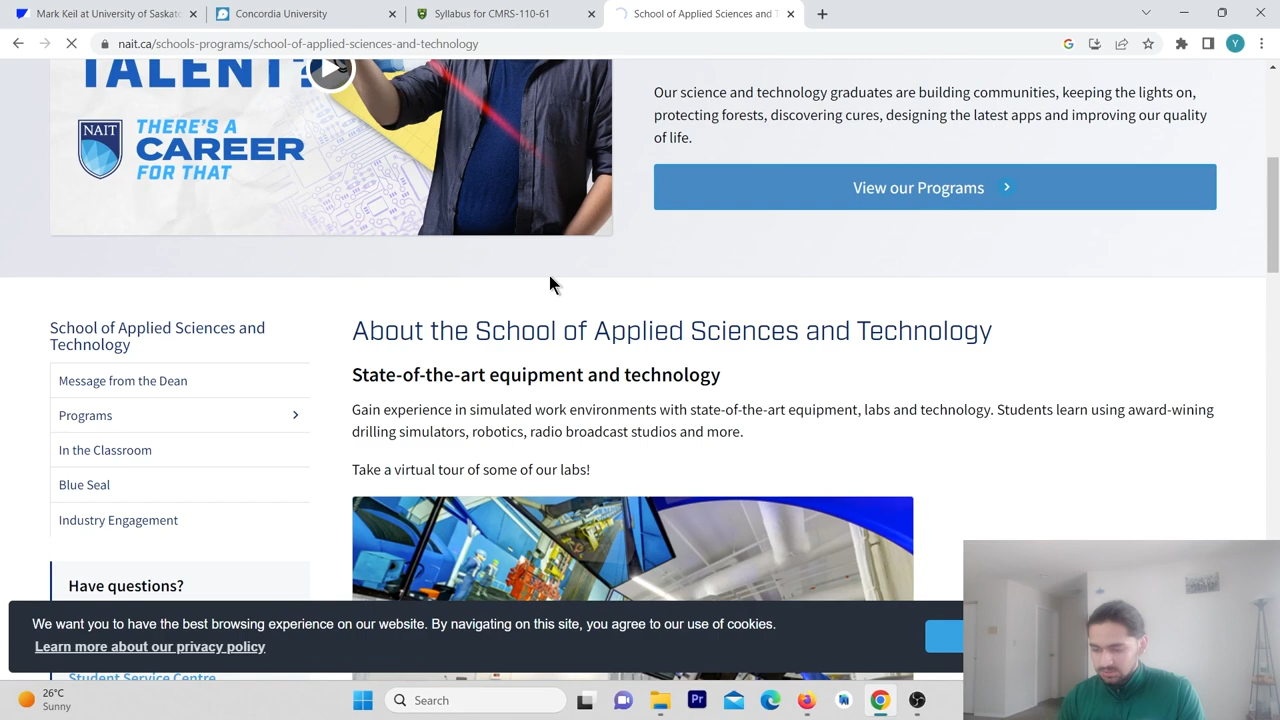 Mark Keil at University of Saskato
Concordia University
Syllabus for CMRS-110-61
School of Applied Sciences and T
nait.ca/schools-programs/school-of-applied-sciences-and-technology
Y
TALENT?
NAIT
THERE'S A
CAREER
FOR THAT
Our science and technology graduates are building communities, keeping the lights on,
protecting forests, discovering cures, designing the latest apps and improving our quality
of life.
View our Programs
School of Applied Sciences and
Technology
Message from the Dean
Programs
In the Classroom
Blue Seal
Industry Engagement
Have questions?
About the School of Applied Sciences and Technology
State-of-the-art equipment and technology
Gain experience in simulated work environments with state-of-the-art equipment, labs and technology. Students learn using award-wining
drilling simulators, robotics, radio broadcast studios and more.
Take a virtual tour of some of our labs!
We want you to have the best browsing experience on our website. By navigating on this site, you agree to our use of cookies.
Learn more about our privacy policy
Student Service Centre
26°C
Sunny
Search
Pr